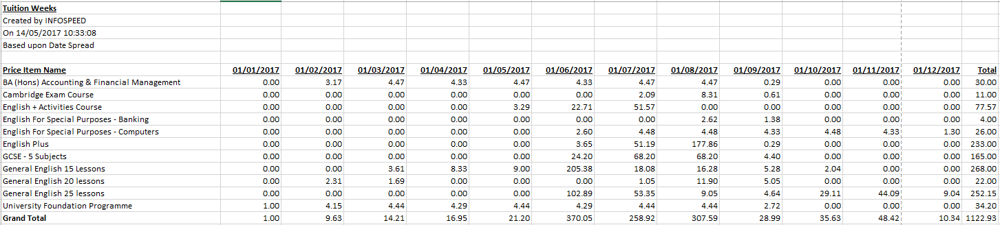 Tuition Weeks
Created by INFOSPEED
On 14/05/2017 10:33:08
Based upon Date Spread
Price Item Name 01/01/2017 01/02/2017 01/03/2017 01/04/2017 01/05/2017 01/06/2017 01/07/2017 01/08/2017 01/09/2017 01/10/2017 01/11/2017 01/12/2017 Total
BA (Hons) Accounting & Financial Management 0.00 3.17 4.47 4.33 4.47 4.33 4.47 4.47 0.29 0.00 0.00 0.00 30.00
Cambridge Exam Course 0.00 0.00 0.00 0.00 0.00 0.00 2.09 8.31 0.61 0.00 0.00 0.00 11.00
English + Activities Course 0.00 0.00 0.00 0.00 3.29 22.71 51.57 0.00 0.00 0.00 0.00 0.00 77.57
English For Special Purposes - Banking 0.00 0.00 0.00 0.00 0.00 0.00 0.00 2.62 1.38 0.00 0.00 0.00 4.00
English For Special Purposes - Computers 0.00 0.00 0.00 0.00 0.00 2.60 4.48 4.48 4.33 4.48 4.33 1.30 26.00
English Plus 0.00 0.00 0.00 0.00 0.00 3.65 51.19 177.86 0.29 0.00 0.00 0.00 233.00
GCSE - 5 Subjects 0.00 0.00 0.00 0.00 0.00 24.20 68.20 68.20 4.40 0.00 0.00 0.00 165.00
General English 15 Lessons 0.00 0.00 3.61 8.33 9.00 205.38 18.08 16.28 5.28 2.04 0.00 0.00 268.00
General English 20 lessons 0.00 2.31 1.69 0.00 0.00 0.00 1.05 11.90 5.05 0.00 0.00 0.00 22.00
General English 25 lessons 0.00 0.00 0.00 0.00 0.00 102.89 53.35 9.05 4.64 29.11 44.09 9.04 252.15
University Foundation Programme 1.00 4.15 4.44 4.29 4.44 4.29 4.44 4.44 2.72 0.00 0.00 0.00 34.20
Grand Total 1.00 9.63 14.21 16.95 21.20 370.05 258.92 307.59 28.99 35.63 48.42 10.34 1122.93